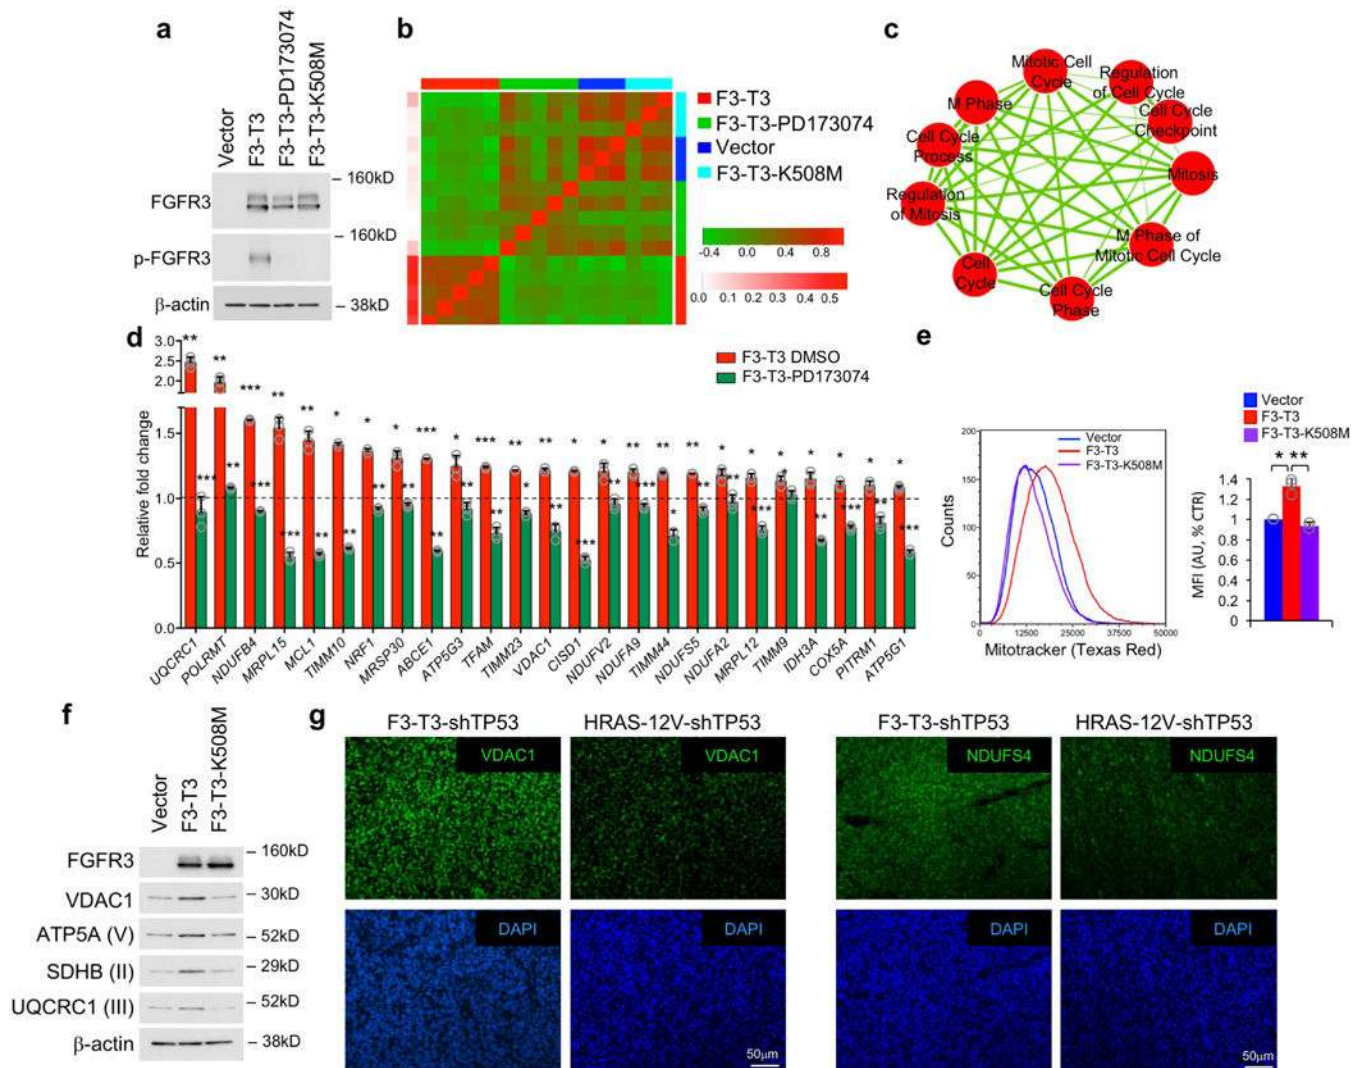 a
Vector
F3-T3
F3-T3-PD173074
F3-T3-K508M
160kD
FGFR3
160kD
p-FGFR3
β-actin
38kD
b
F3-T3
F3-T3-PD173074
Vector
F3-T3-K508M
-0.4 0 0.4 0.8
0.0 0.1 0.2 0.3 0.4 0.5
c
Mitotic Cell
Cycle
Regulation
of Cell Cycle
Cell Cycle
Checkpoint
Mitosis
M Phase of
Mitotic Cell Cycle
Cell Cycle
Phase
Cell
Cycle
Regulation
of Mitosis
Cell Cycle
Process
M Phase
d
F3-T3 DMSO
F3-T3-PD173074
Relative fold change
3.0
2.5
2.0
1.5
1.0
0.5
0.0
** ** *** ** ** * * ** *** * *** ** ** * * ** ** ** * * * * * * *
*** ** *** *** ** ** ** ** ** ** ** * ** *** ** *** * ** ** *** * ** *** ** ***
UQCRC1
POLRMT
NDUFB4
MRPL15
MCL1
TIMM10
NRF1
MRSP30
ABCE1
ATP5G3
TFAM
TIMM23
VDAC1
CISD1
NDUFV2
NDUFA9
TIMM44
NDUFS5
NDUFA2
MRPL12
TIMM9
IDH3A
COX5A
PITRM1
ATP5G1
e
Counts
200
150
100
50
0
Vector
F3-T3
F3-T3-K508M
0 12500 25000 37500 50000
Mitotracker (Texas Red)
Vector
F3-T3
F3-T3-K508M
* **
MFI (AU, % CTR)
1.4
1.2
1
0.8
0.6
0.4
0.2
0
f
Vector
F3-T3
F3-T3-K508M
FGFR3
160kD
VDAC1
30kD
ATP5A (V)
52kD
SDHB (II)
29kD
UQCRC1 (III)
52kD
β-actin
38kD
g
F3-T3-shTP53
HRAS-12V-shTP53
F3-T3-shTP53
HRAS-12V-shTP53
VDAC1
VDAC1
NDUFS4
NDUFS4
DAPI
DAPI
DAPI
DAPI
50μm
50μm